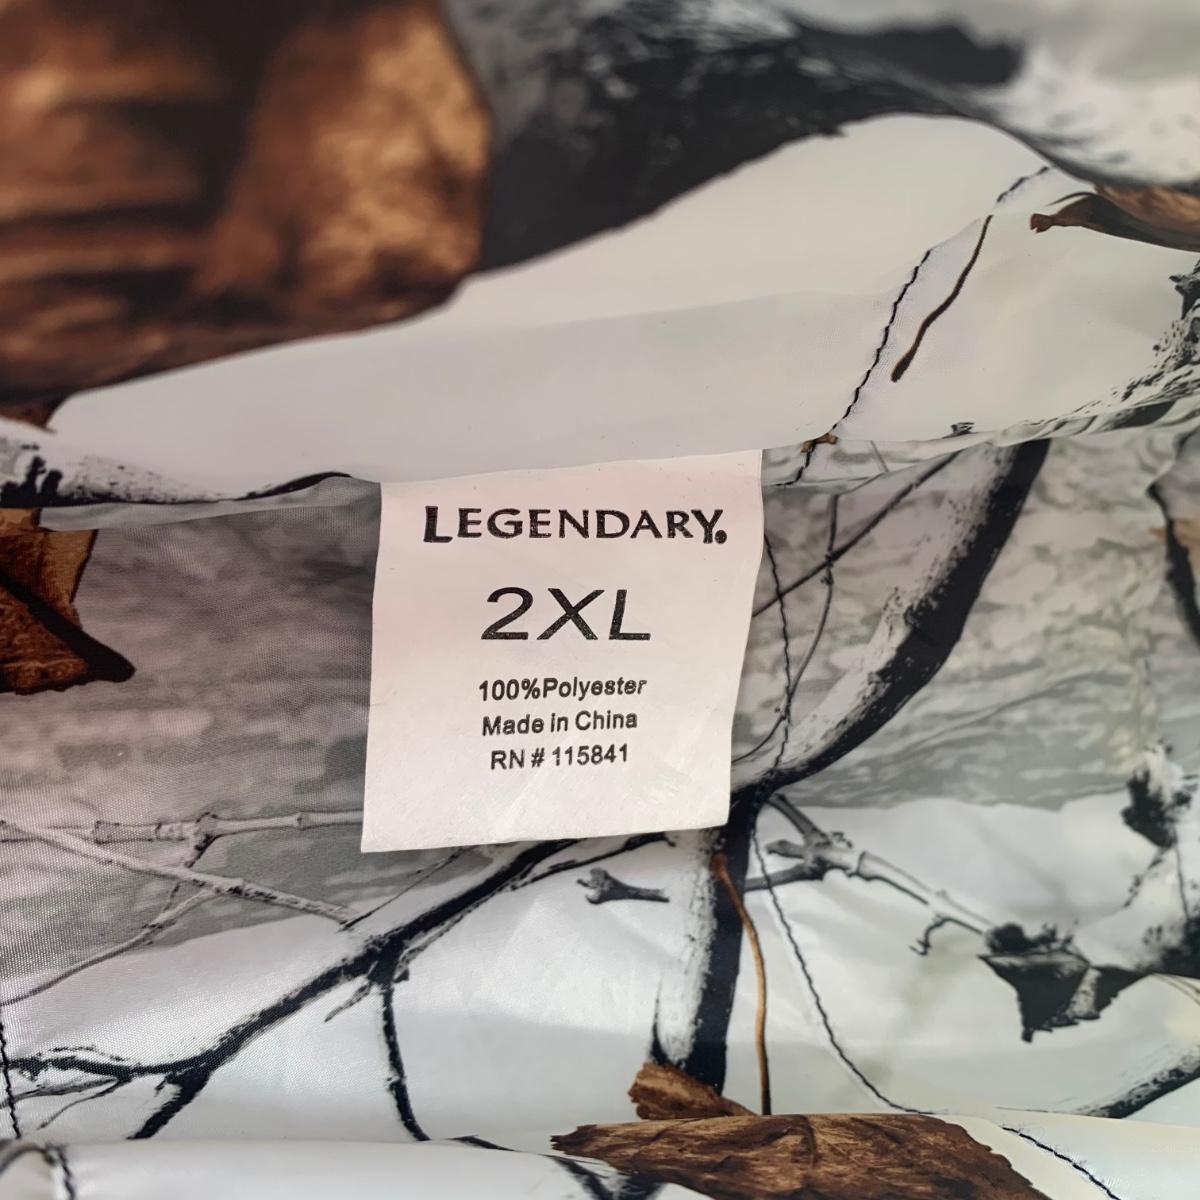 LEGENDARY.
2XL
100%Polyester
Made in China
RN # 115841